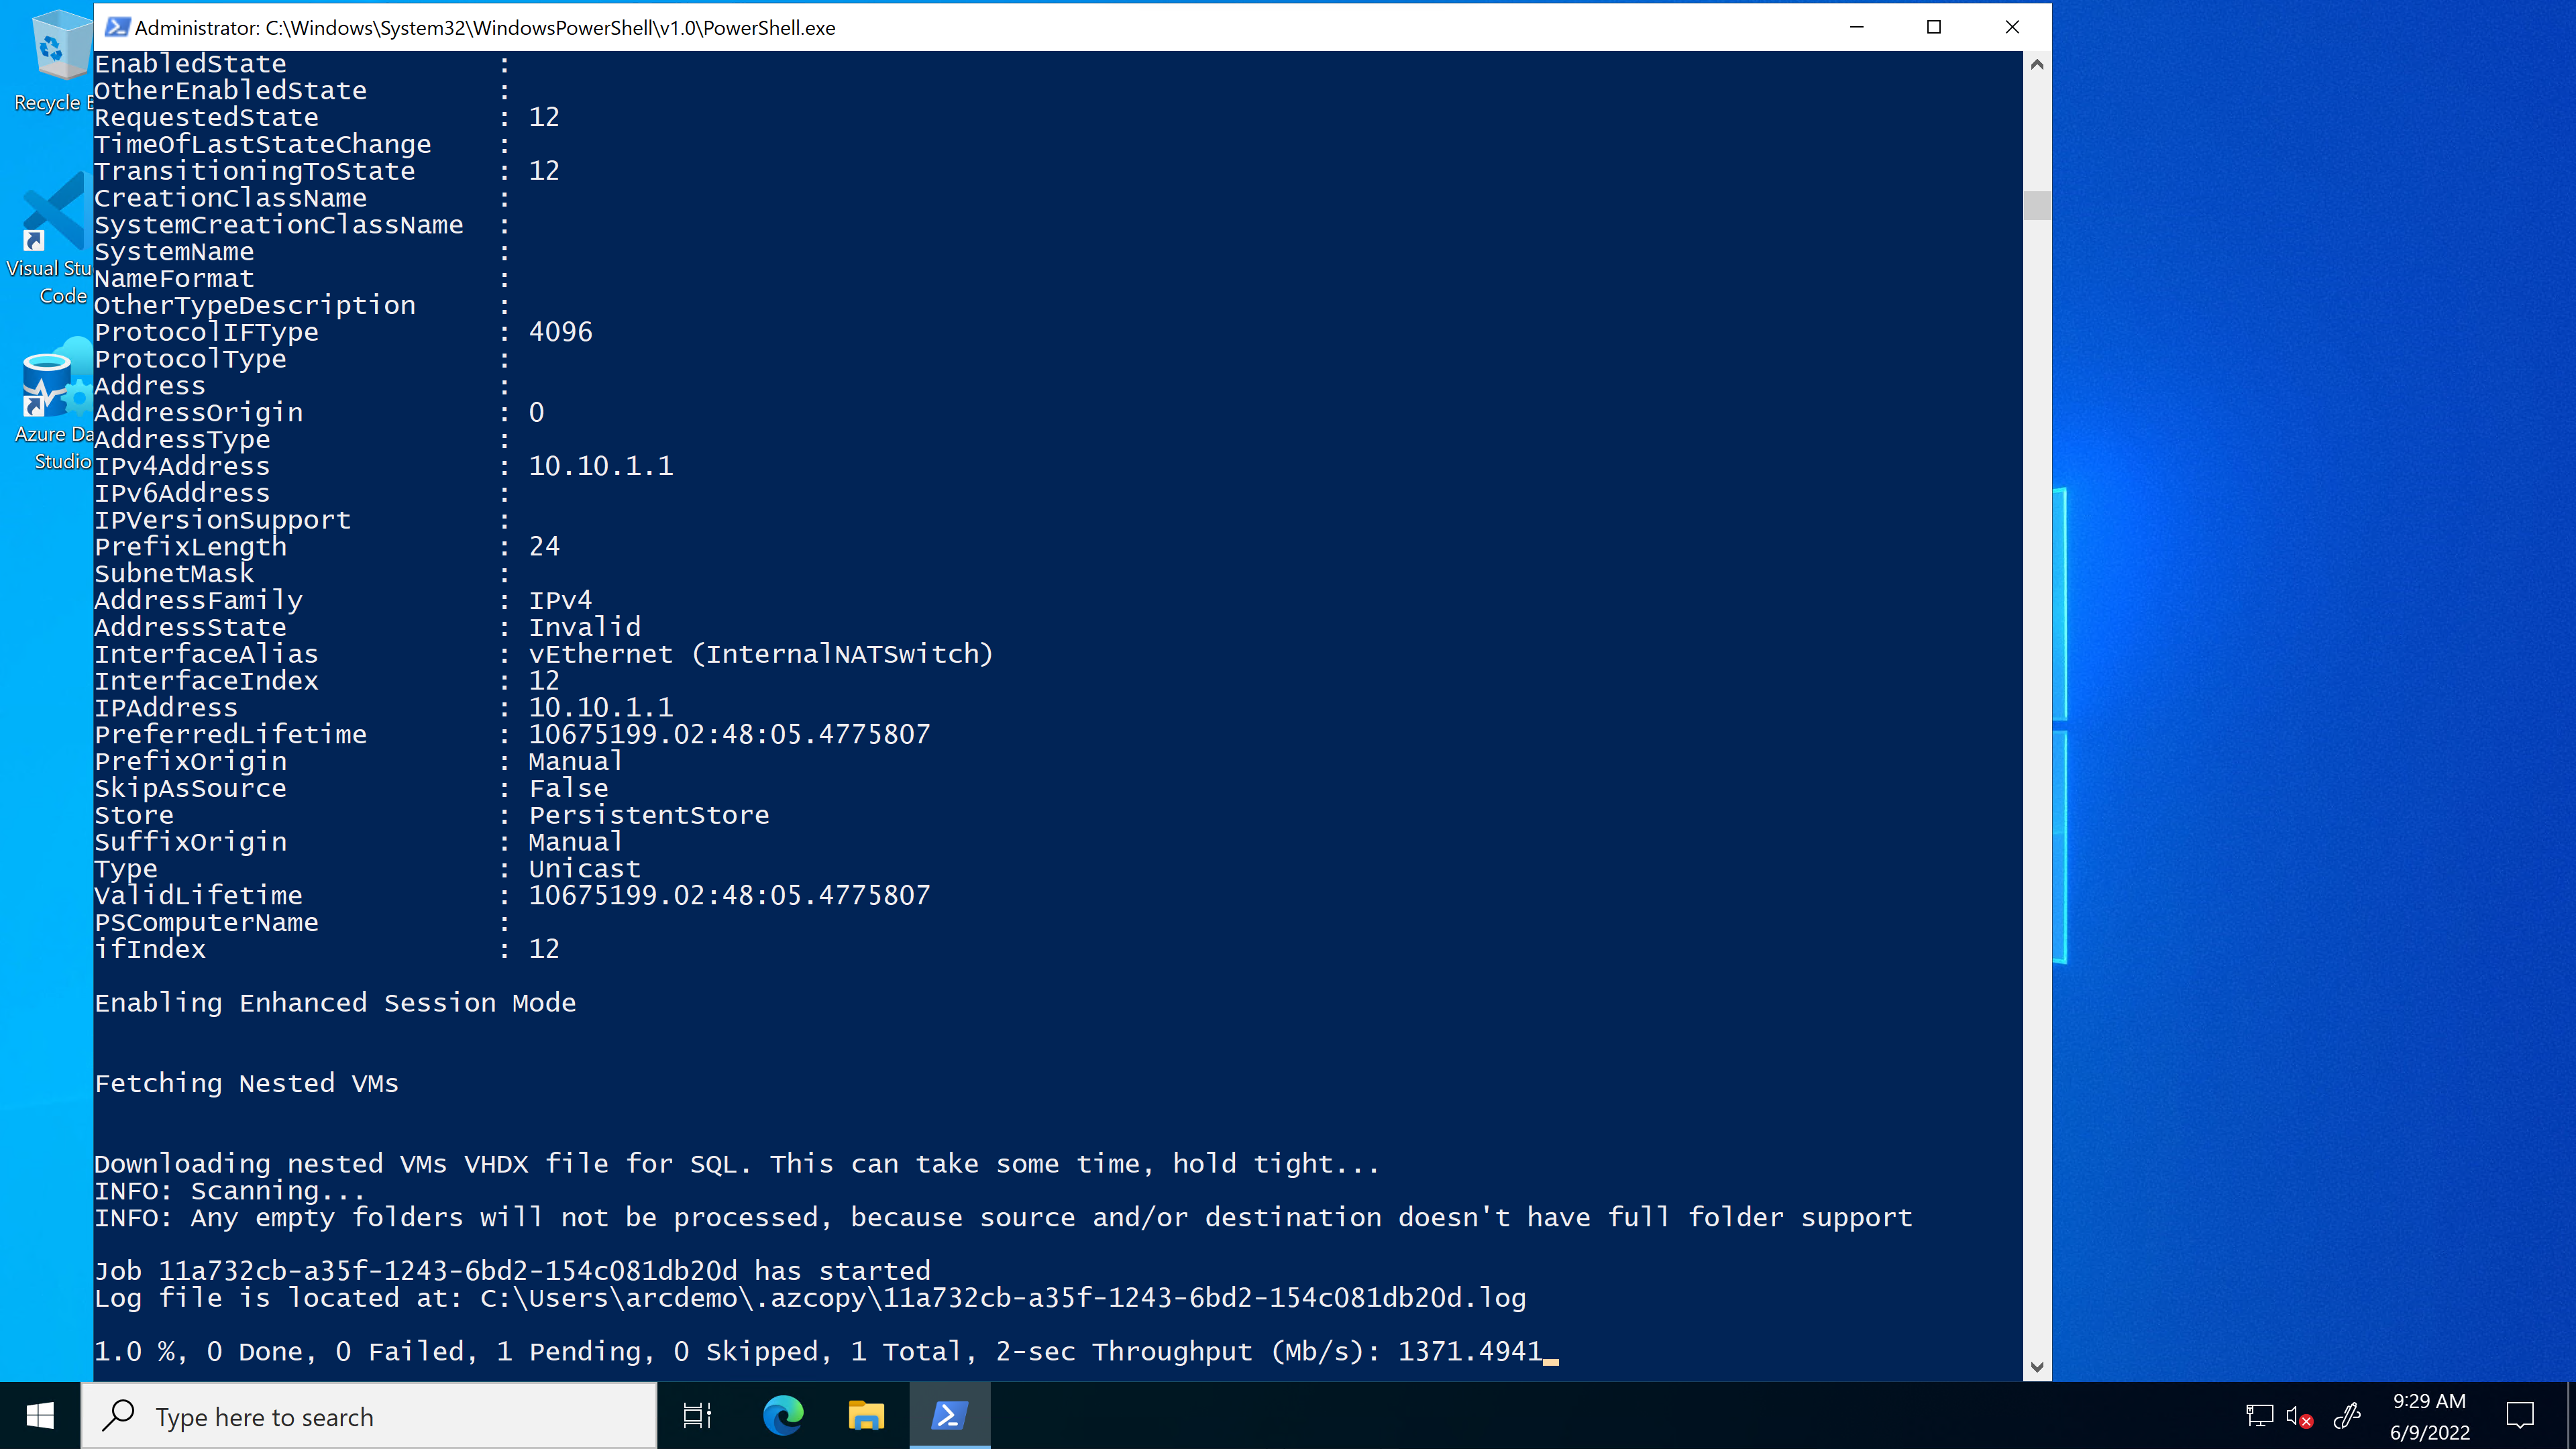 Administrator: C:\Windows\System32\WindowsPowerShell\v1.0\PowerShell.exe
Recycle B
Visual Stu
Code
Azure Da
Studio
EnabledState :
OtherEnabledState :
RequestedState : 12
TimeOfLastStateChange :
TransitioningToState : 12
CreationClassName :
SystemCreationClassName :
SystemName :
NameFormat :
OtherTypeDescription :
ProtocolIFType : 4096
ProtocolType :
Address :
AddressOrigin : 0
AddressType :
IPv4Address : 10.10.1.1
IPv6Address :
IPVersionSupport :
PrefixLength : 24
SubnetMask :
AddressFamily : IPv4
AddressState : Invalid
InterfaceAlias : vEthernet (InternalNATSwitch)
InterfaceIndex : 12
IPAddress : 10.10.1.1
PreferredLifetime : 10675199.02:48:05.4775807
PrefixOrigin : Manual
SkipAsSource : False
Store : PersistentStore
SuffixOrigin : Manual
Type : Unicast
ValidLifetime : 10675199.02:48:05.4775807
PSComputerName :
ifIndex : 12
Enabling Enhanced Session Mode
Fetching Nested VMs
Downloading nested VMs VHDX file for SQL. This can take some time, hold tight...
INFO: Scanning...
INFO: Any empty folders will not be processed, because source and/or destination doesn't have full folder support
Job 11a732cb-a35f-1243-6bd2-154c081db20d has started
Log file is located at: C:\Users\arcdemo\.azcopy\11a732cb-a35f-1243-6bd2-154c081db20d.log
1.0 %, 0 Done, 0 Failed, 1 Pending, 0 Skipped, 1 Total, 2-sec Throughput (Mb/s): 1371.4941
Type here to search
9:29 AM
6/9/2022